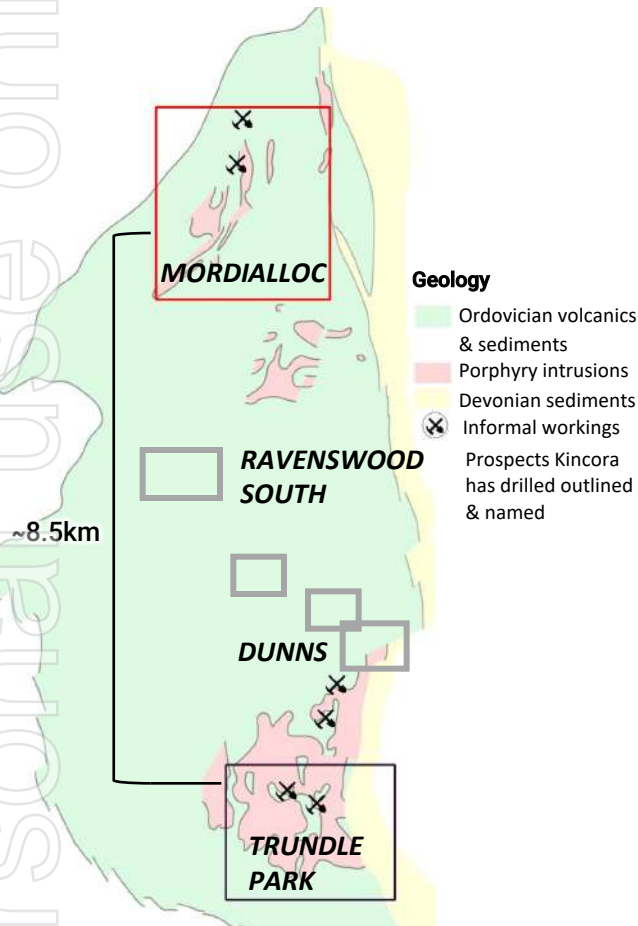 MORDIALLOC
Geology
Ordovician volcanics
& sediments
Porphyry intrusions
Devonian sediments
Informal workings
Prospects Kincora
has drilled outlined
& named
RAVENSWOOD
SOUTH
~8.5km
DUNNS
TRUNDLE
PARK